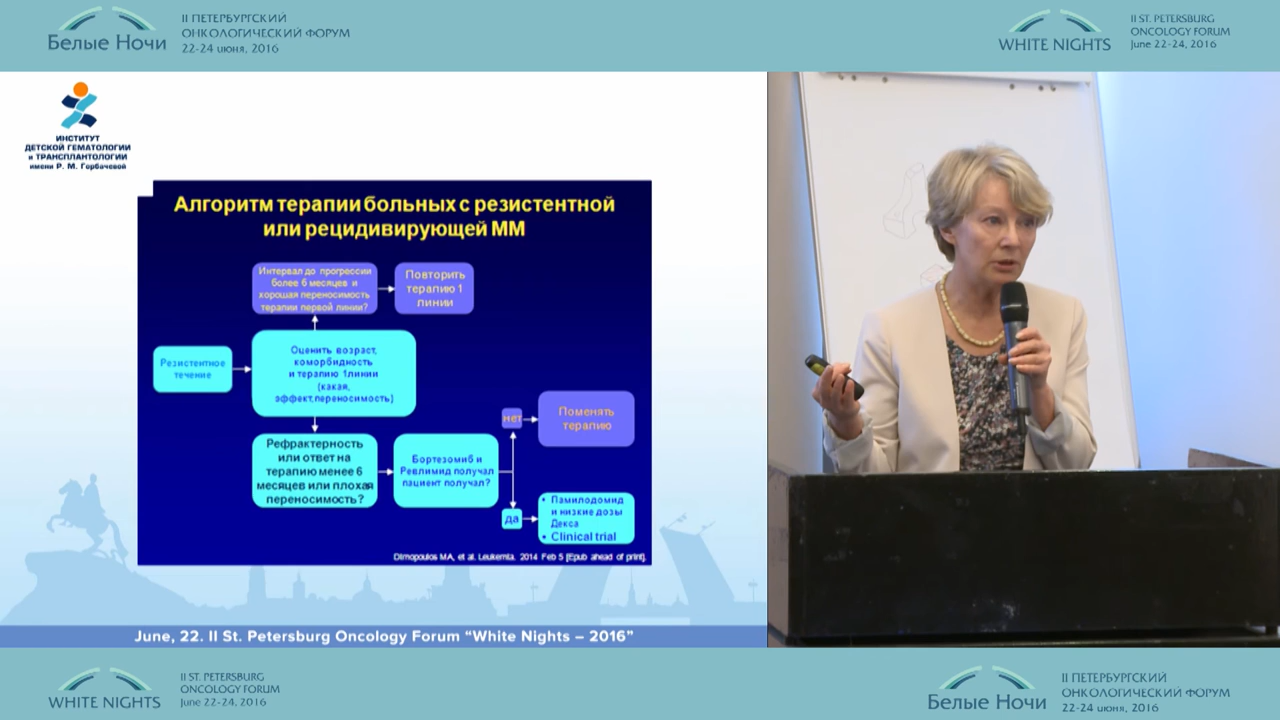 Белые Ночи
II ПЕТЕРБУРГСКИЙ
ОНКОЛОГИЧЕСКИЙ ФОРУМ
22-24 июня, 2016
WHITE NIGHTS
II ST. PETERSBURG
ONCOLOGY FORUM
June 22-24, 2016
ИНСТИТУТ
ДЕТСКОЙ ГЕМАТОЛОГИИ
и ТРАНСПЛАНТОЛОГИИ
имени Р. М. Горбачевой
Алгоритм терапии больных с резистентной
или рецидивирующей ММ
Интервал до прогрессии
более 6 месяцев и
хорошая переносимость
терапии первой линии?
Повторить
терапию 1
линии
Резистентное
течение
Оценить возраст,
коморбидность
и терапию 1линии
(какая,
эффект,переносимость)
Рефрактерность
или ответ на
терапию менее 6
месяцев или плохая
переносимость?
Бортезомиб и
Ревлимид получал
пациент получал?
нет
Поменять
терапию
да
• Памилодомид
и низкие дозы
Декса
• Clinical trial
Dimopoulos MA, et al. Leukemia. 2014 Feb 5 [Epub ahead of print].
June, 22. II St. Petersburg Oncology Forum “White Nights – 2016”
WHITE NIGHTS
II ST. PETERSBURG
ONCOLOGY FORUM
June 22-24, 2016
Белые Ночи
II ПЕТЕРБУРГСКИЙ
ОНКОЛОГИЧЕСКИЙ ФОРУМ
22-24 июня, 2016